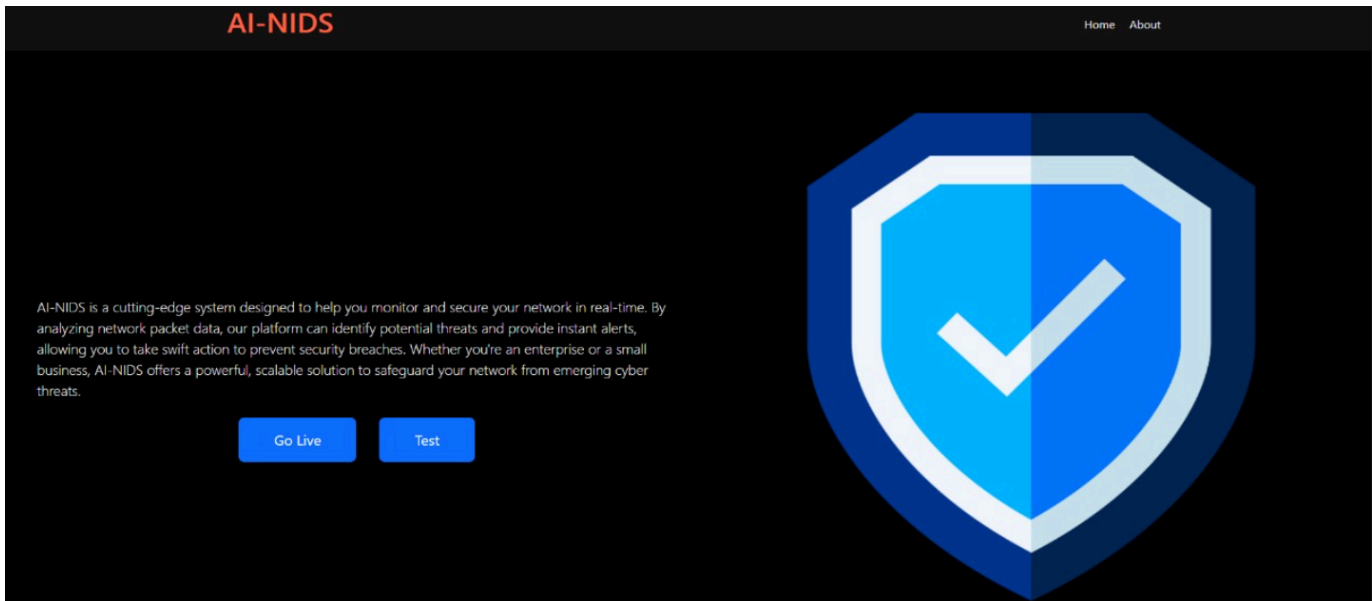 AI-NIDS
Home About
AI-NIDS is a cutting-edge system designed to help you monitor and secure your network in real-time. By
analyzing network packet data, our platform can identify potential threats and provide instant alerts,
allowing you to take swift action to prevent security breaches. Whether you're an enterprise or a small
business, AI-NIDS offers a powerful, scalable solution to safeguard your network from emerging cyber
threats.
Go Live Test